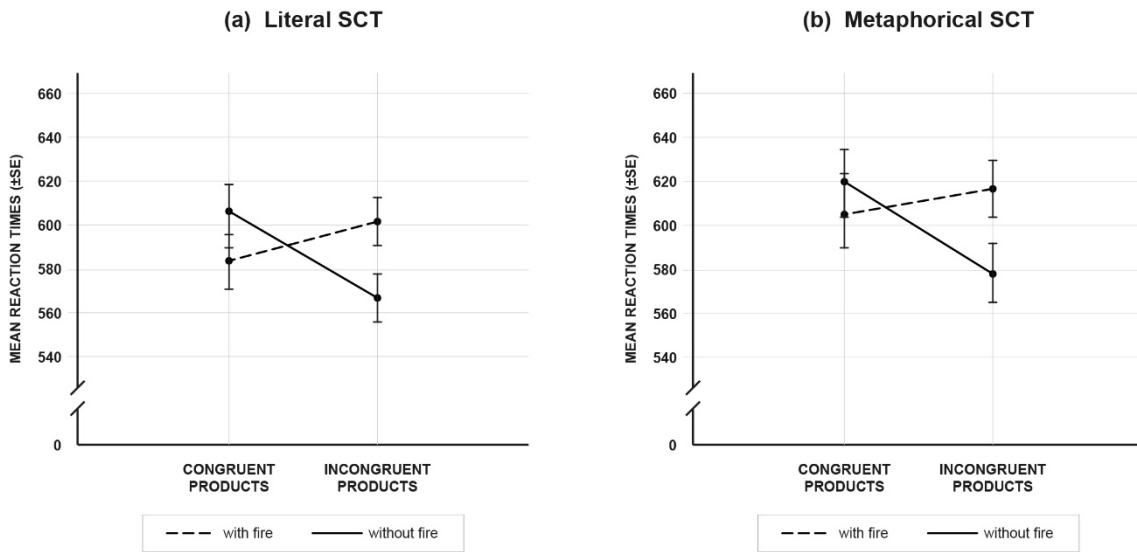 (a) Literal SCT
MEAN REACTION TIMES (±SE)
660
640
620
600
580
560
540
0
CONGRUENT
PRODUCTS
INCONGRUENT
PRODUCTS
with fire
without fire
(b) Metaphorical SCT
MEAN REACTION TIMES (±SE)
660
640
620
600
580
560
540
0
CONGRUENT
PRODUCTS
INCONGRUENT
PRODUCTS
with fire
without fire